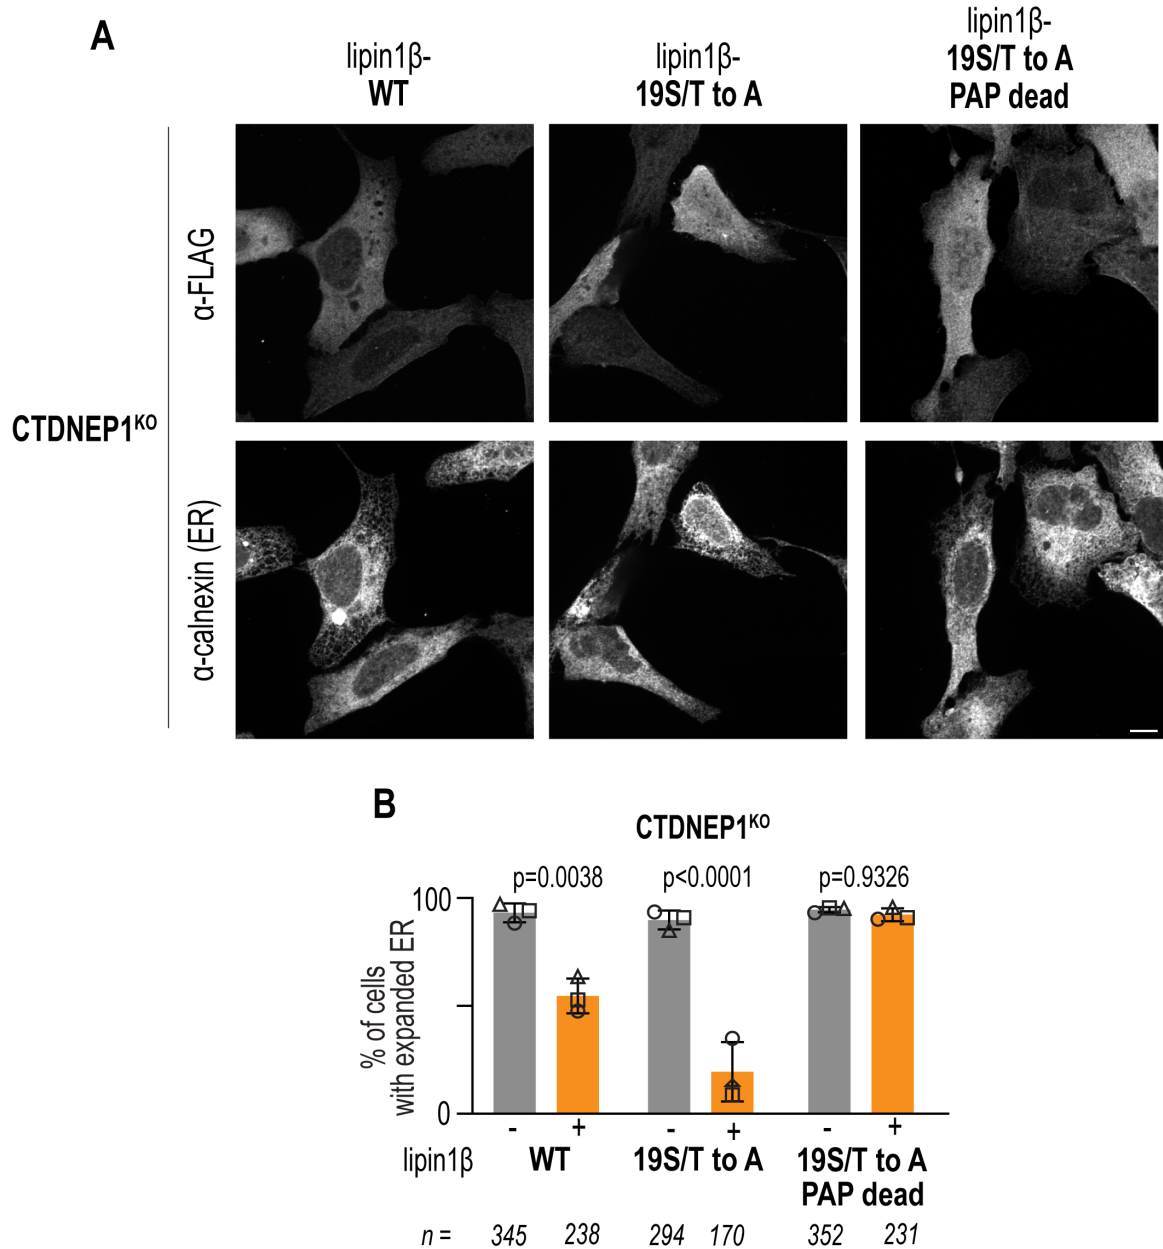 A
lipin1β-
WT
lipin1β-
19S/T to A
lipin1β-
19S/T to A
PAP dead
α-FLAG
CTDNEP1ᴷᴼ
α-calnexin (ER)
B
CTDNEP1ᴷᴼ
p=0.0038 p<0.0001 p=0.9326
100
% of cells
with expanded ER
0
- + - + - +
lipin1β WT 19S/T to A 19S/T to A
PAP dead
n = 345 238 294 170 352 231